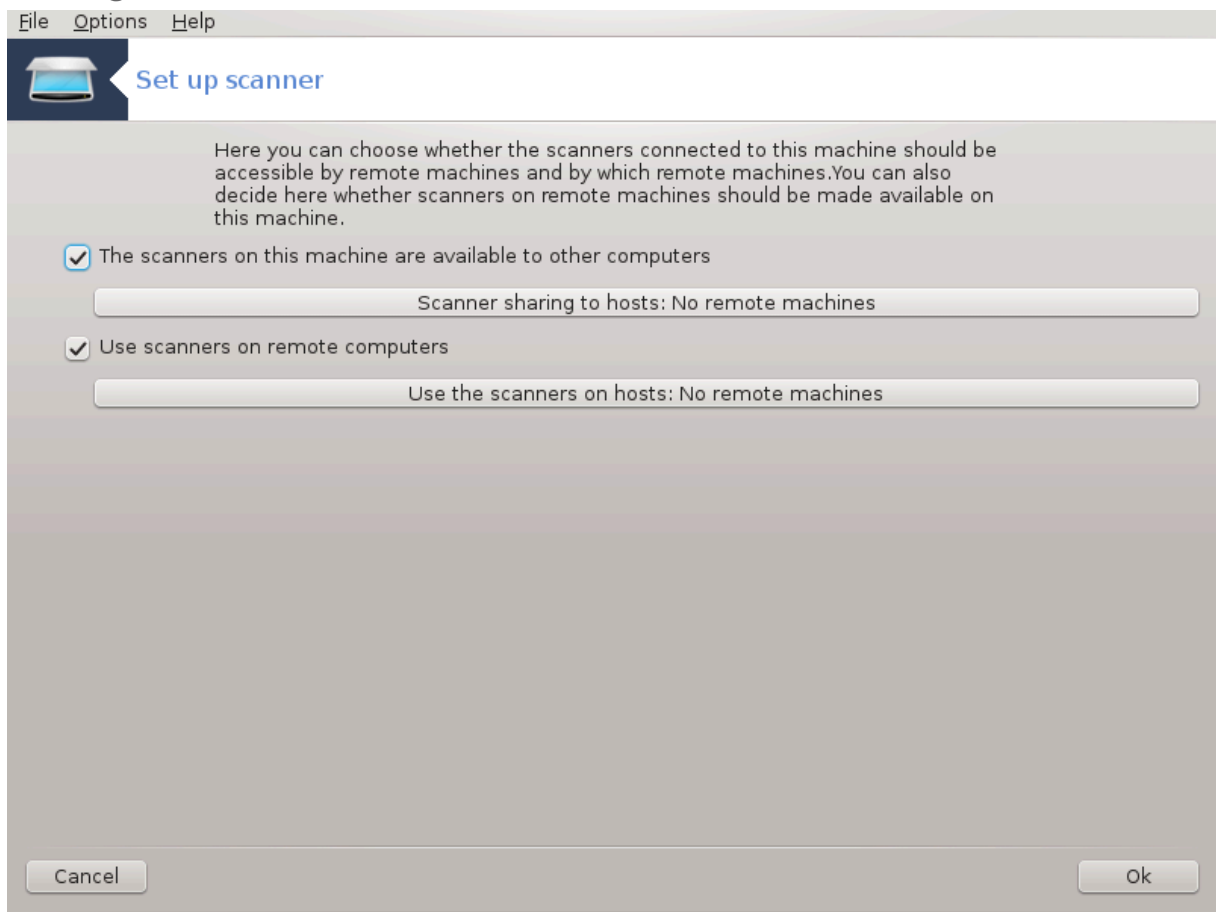 File Options Help
Set up scanner
Here you can choose whether the scanners connected to this machine should be
accessible by remote machines and by which remote machines.You can also
decide here whether scanners on remote machines should be made available on
this machine.
The scanners on this machine are available to other computers
Scanner sharing to hosts: No remote machines
Use scanners on remote computers
Use the scanners on hosts: No remote machines
Cancel Ok